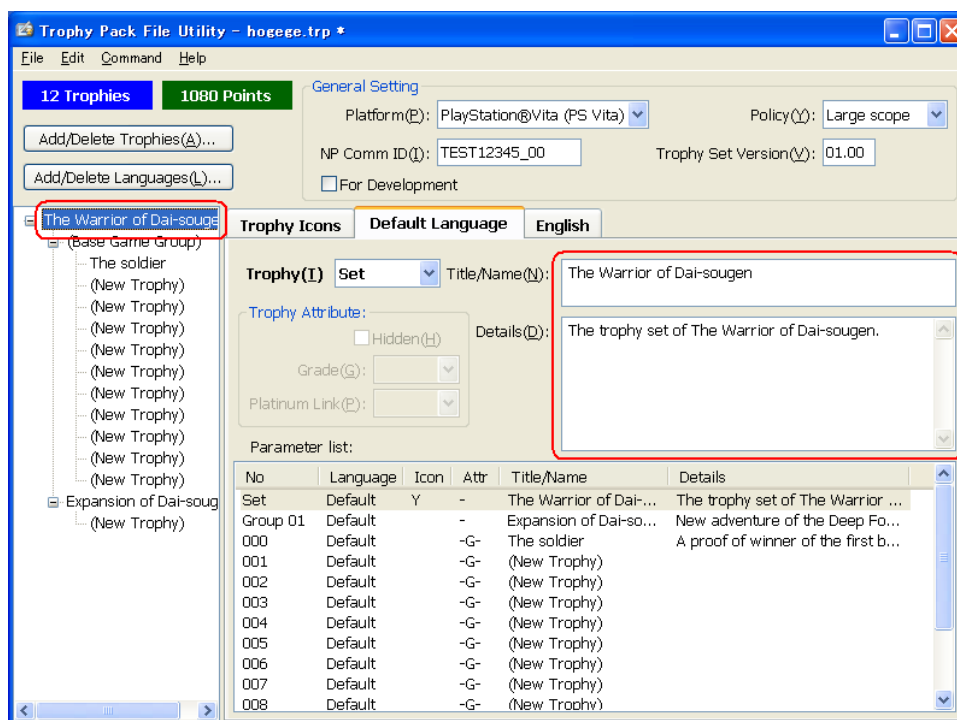 Trophy Pack File Utility - hogege.trp *
File Edit Command Help
12 Trophies 1080 Points
General Setting
Platform(P): PlayStation®Vita (PS Vita) Policy(Y): Large scope
Add/Delete Trophies(A)...
NP Comm ID(I): TEST12345_00 Trophy Set Version(V): 01.00
Add/Delete Languages(L)...
For Development
The Warrior of Dai-souge
(Base Game Group)
The soldier
(New Trophy)
(New Trophy)
(New Trophy)
(New Trophy)
(New Trophy)
(New Trophy)
(New Trophy)
(New Trophy)
(New Trophy)
(New Trophy)
Expansion of Dai-soug
(New Trophy)
Trophy Icons Default Language English
Trophy(T) Set Title/Name(N): The Warrior of Dai-sougen
Trophy Attribute:
Hidden(H)
Grade(G):
Platinum Link(P):
Details(D): The trophy set of The Warrior of Dai-sougen.
Parameter list:
No Language Icon Attr Title/Name Details
Set Default Y - The Warrior of Dai-... The trophy set of The Warrior ...
Group 01 Default - Expansion of Dai-so... New adventure of the Deep Fo...
000 Default -G- The soldier A proof of winner of the first b...
001 Default -G- (New Trophy)
002 Default -G- (New Trophy)
003 Default -G- (New Trophy)
004 Default -G- (New Trophy)
005 Default -G- (New Trophy)
006 Default -G- (New Trophy)
007 Default -G- (New Trophy)
008 Default -G- (New Trophy)